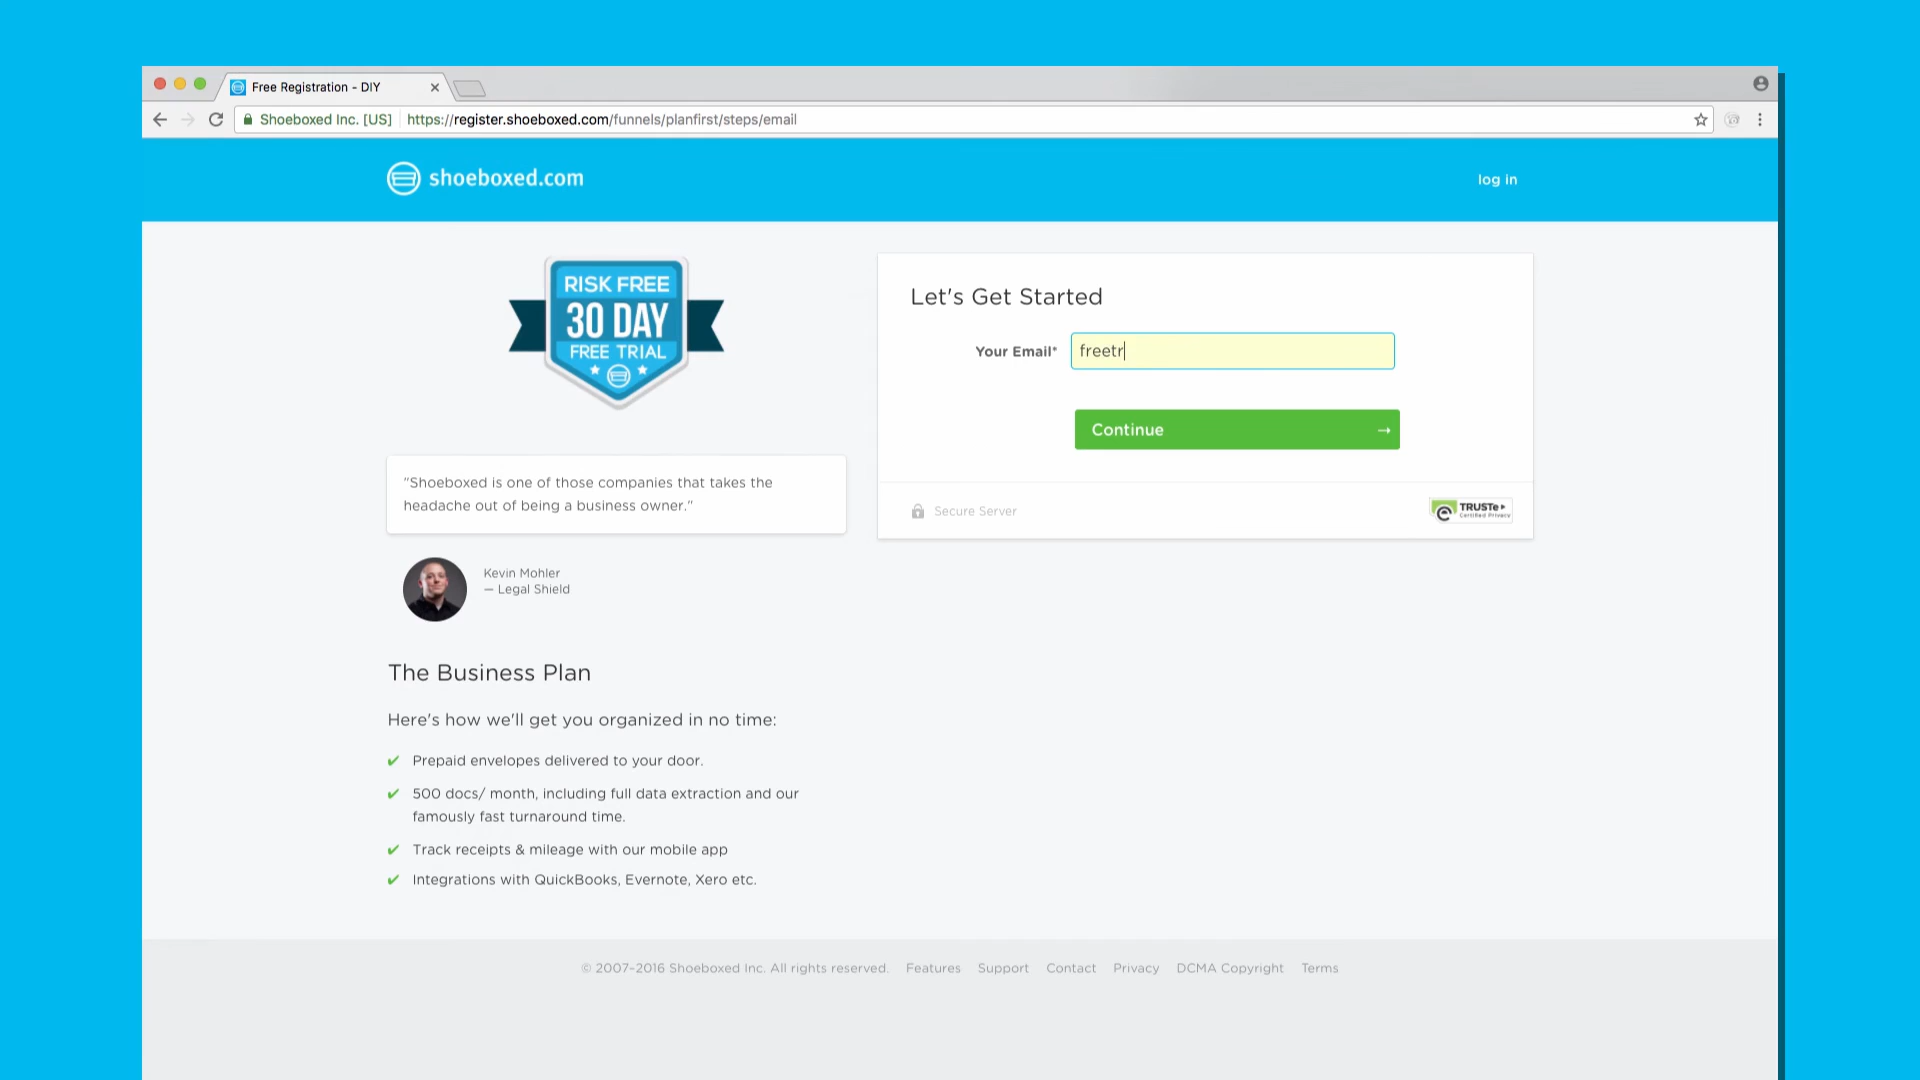 Free Registration - DIY
Shoeboxed Inc. [US] https://register.shoeboxed.com/funnels/planfirst/steps/email
shoeboxed.com
log in
RISK FREE
30 DAY
FREE TRIAL
Let's Get Started
Your Email* freetr
Continue →
"Shoeboxed is one of those companies that takes the
headache out of being a business owner."
Secure Server
TRUSTe
Certified Privacy
Kevin Mohler
— Legal Shield
The Business Plan
Here's how we'll get you organized in no time:
✔ Prepaid envelopes delivered to your door.
✔ 500 docs/ month, including full data extraction and our
famously fast turnaround time.
✔ Track receipts & mileage with our mobile app
✔ Integrations with QuickBooks, Evernote, Xero etc.
© 2007-2016 Shoeboxed Inc. All rights reserved. Features Support Contact Privacy DCMA Copyright Terms